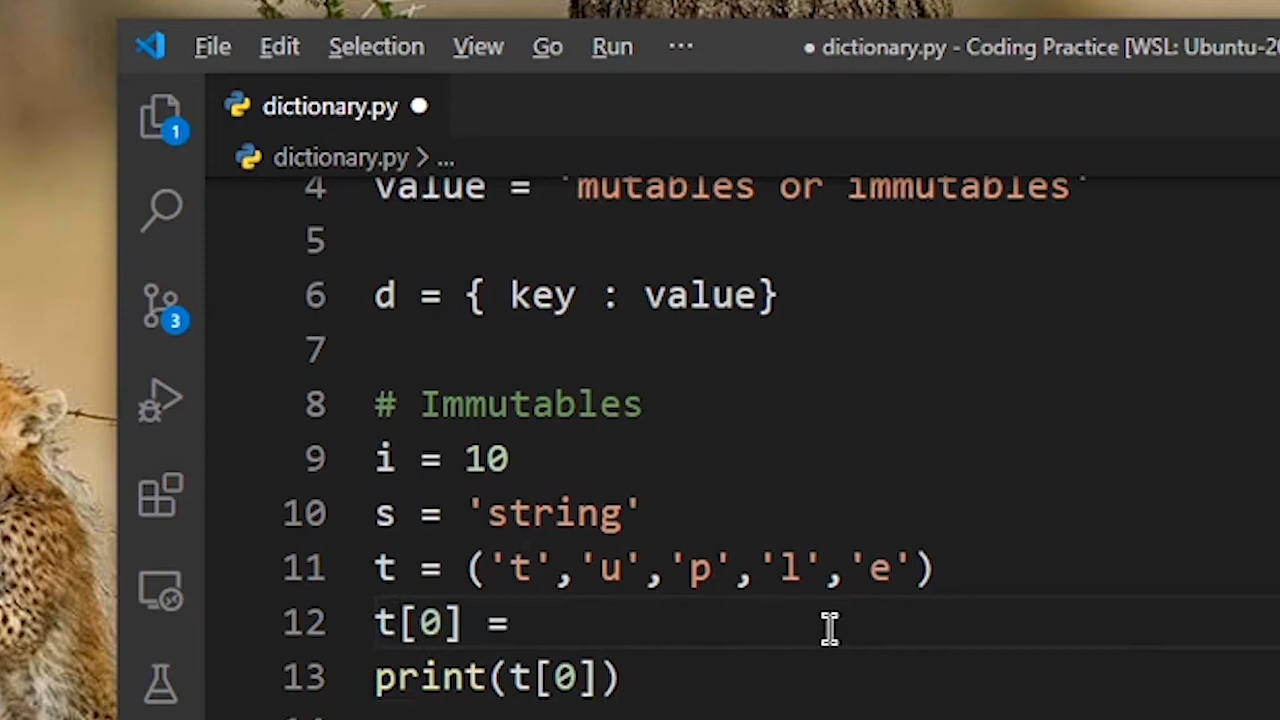 File Edit Selection View Go Run ··· ● dictionary.py - Coding Practice [WSL: Ubuntu-20
dictionary.py ●
dictionary.py > ...
1
3
4 value = 'mutables or immutables'
5
6 d = { key : value}
7
8 # Immutables
9 i = 10
10 s = 'string'
11 t = ('t','u','p','l','e')
12 t[0] =
13 print(t[0])